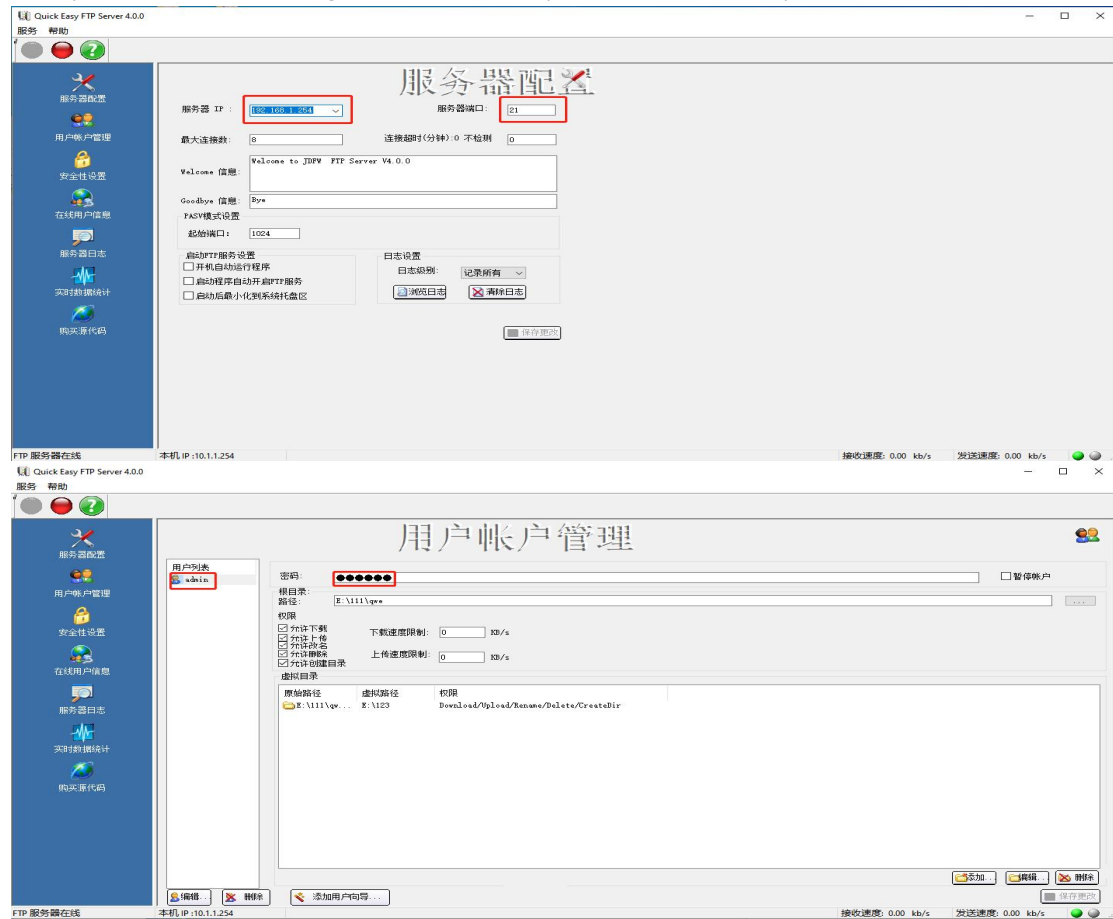 Quick Easy FTP Server 4.0.0
服务 帮助
服务器配置
服务器配置
服务器 IP : 192.168.1.254 服务器端口: 21
用户帐户管理
最大连接数: 8 连接超时(分钟):0 不检测 0
安全性设置
Welcome 信息: Welcome to JDPW FTP Server V4.0.0
在线用户信息
Goodbye 信息: Bye
PASV模式设置
起始端口: 1024
服务器日志
启动FTP服务设置 日志设置
开机自动运行程序 日志级别: 记录所有
启动程序自动开启FTP服务
实时数据统计
启动后最小化到系统托盘区 浏览日志 清除日志
购买源代码
保存更改
FTP 服务器在线 本机 IP :10.1.1.254 接收速度: 0.00 kb/s 发送速度: 0.00 kb/s
Quick Easy FTP Server 4.0.0
服务 帮助
用户帐户管理
服务器配置
用户列表
admin
密码: ●●●●●● 暂停帐户
用户帐户管理
根目录:
路径: E:\111\qwe ...
权限
允许下载 下载速度限制: 0 KB/s
允许上传
允许改名
允许删除 上传速度限制: 0 KB/s
允许创建目录
安全性设置
在线用户信息
虚拟目录
原始路径 虚拟路径 权限
E:\111\qw... E:\123 Download/Upload/Rename/Delete/CreateDir
服务器日志
实时数据统计
购买源代码
添加... 编辑... 删除
编辑... 删除 添加用户向导... 保存更改
FTP 服务器在线 本机 IP :10.1.1.254 接收速度: 0.00 kb/s 发送速度: 0.00 kb/s